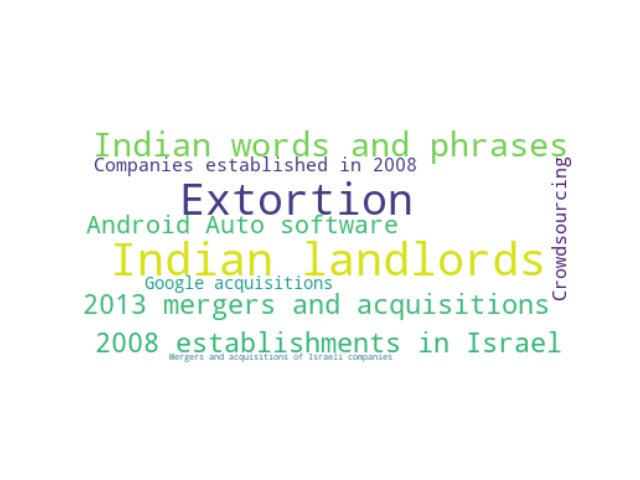 Indian words and phrases
Companies established in 2008
Extortion
Crowdsourcing
Android Auto software
Indian landlords
Google acquisitions
2013 mergers and acquisitions
2008 establishments in Israel
Mergers and acquisitions of Israeli companies